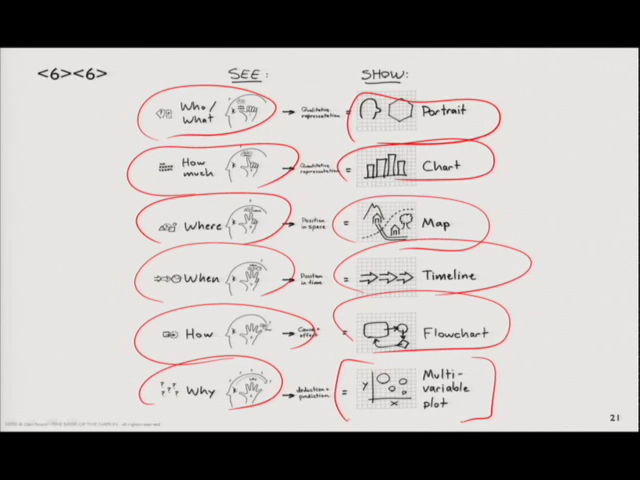 <6><6>
SEE:
SHOW:
Who/
What
Qualitative
representation
=
Portrait
How
much
Quantitative
representation
=
Chart
Where
Position
in space
=
Map
When
Position
in time
=
Timeline
How
Cause +
effect
=
Flowchart
? ? ? ?
Why
deduction+
prediction
=
Y
X
Multi-
variable
plot
21